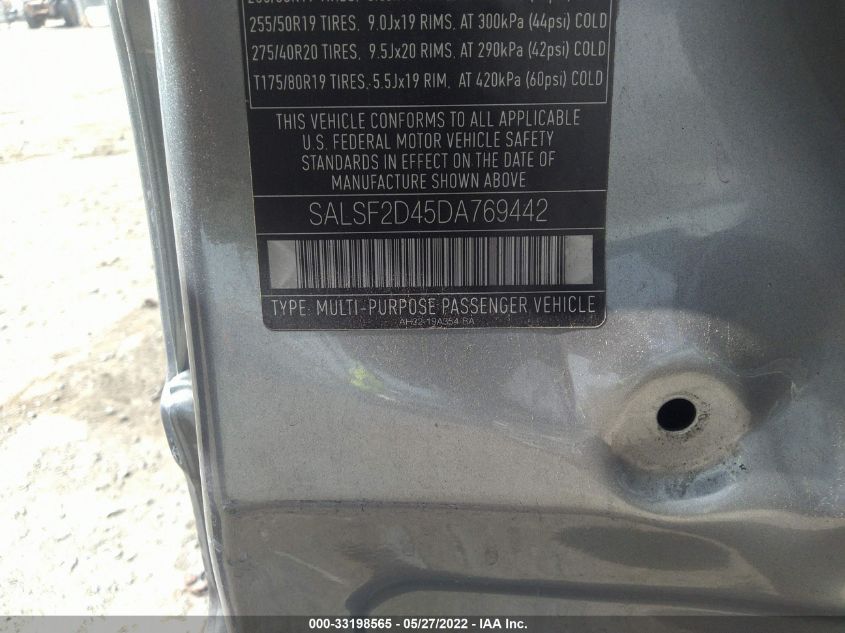 255/50R19 TIRES, 9.0Jx19 RIMS, AT 300kPa (44psi) COLD
275/40R20 TIRES, 9.5Jx20 RIMS, AT 290kPa (42psi) COLD
T175/80R19 TIRES, 5.5Jx19 RIM, AT 420kPa (60psi) COLD
THIS VEHICLE CONFORMS TO ALL APPLICABLE
U.S. FEDERAL MOTOR VEHICLE SAFETY
STANDARDS IN EFFECT ON THE DATE OF
MANUFACTURE SHOWN ABOVE
SALSF2D45DA769442
TYPE: MULTI-PURPOSE PASSENGER VEHICLE
AH22-19A354-BA
000-33198565 - 05/27/2022 - IAA Inc.